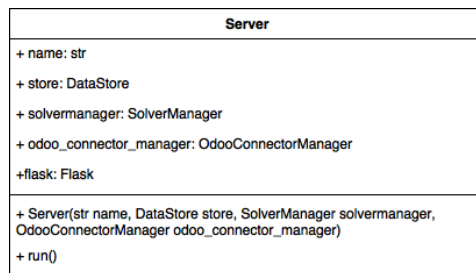 Server
+ name: str
+ store: DataStore
+ solvermanager: SolverManager
+ odoo_connector_manager: OdooConnectorManager
+flask: Flask
+ Server(str name, DataStore store, SolverManager solvermanager,
OdooConnectorManager odoo_connector_manager)
+ run()